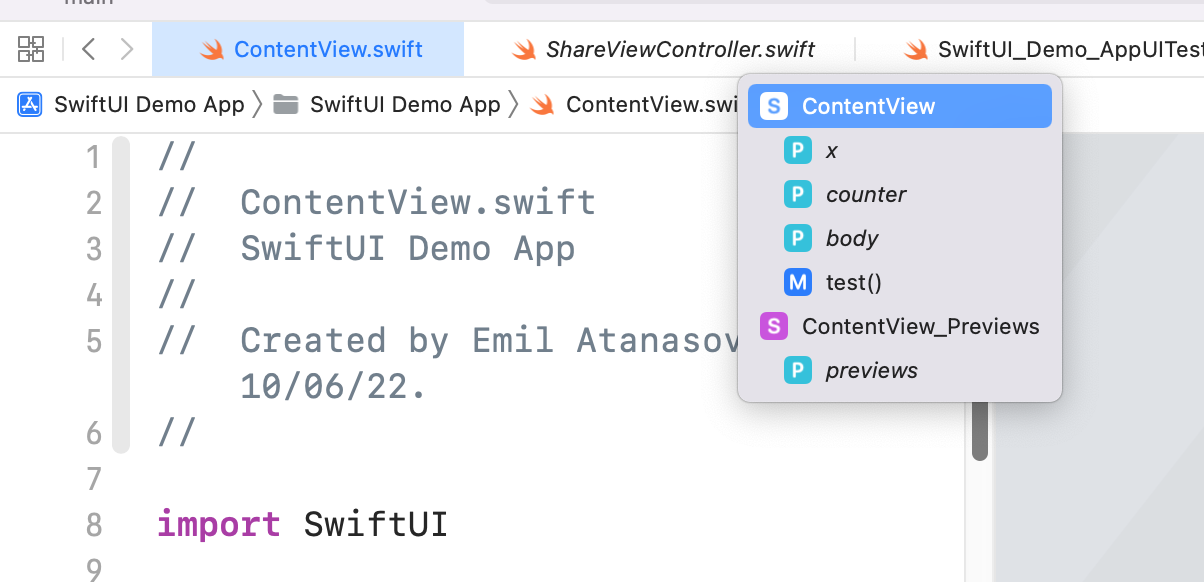 main
ContentView.swift
ShareViewController.swift
SwiftUI_Demo_AppUITest
SwiftUI Demo App 〉 SwiftUI Demo App 〉 ContentView.swi
S ContentView
P x
P counter
P body
M test()
S ContentView_Previews
P previews
1 //
2 //  ContentView.swift
3 //  SwiftUI Demo App
4 //
5 //  Created by Emil Atanasov
10/06/22.
6 //
7
8 import SwiftUI
9